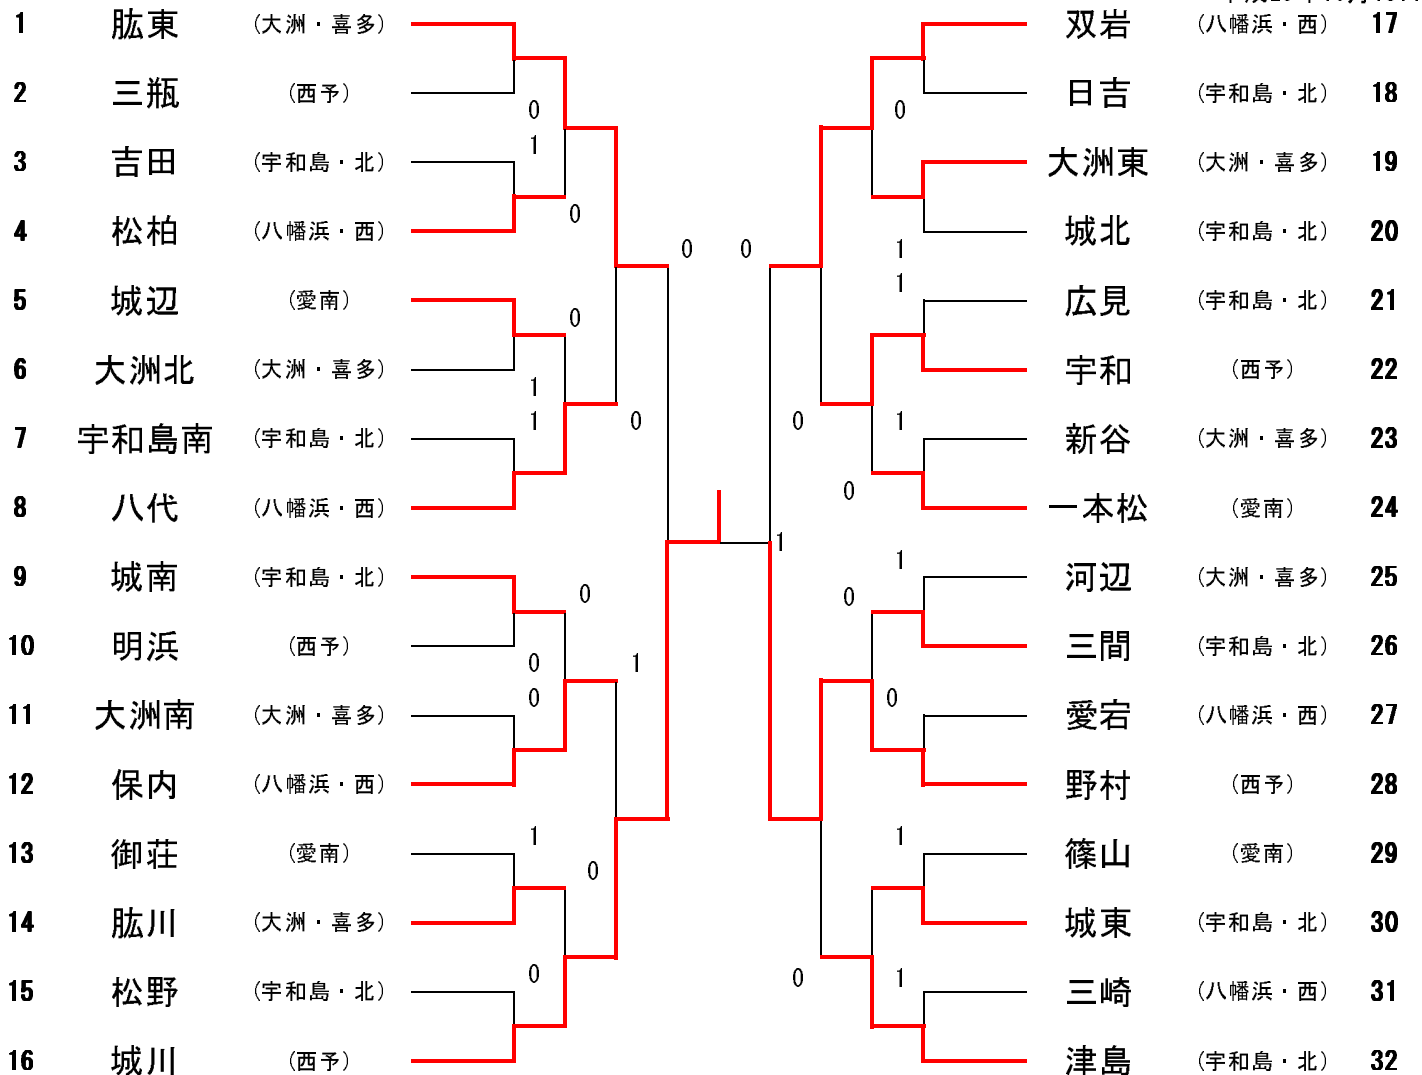 1 肱東 (大洲・喜多)
2 三瓶 (西予)
0
1
3 吉田 (宇和島・北)
4 松柏 (八幡浜・西)
0
0
5 城辺 (愛南)
0
6 大洲北 (大洲・喜多)
1
1
0
7 宇和島南 (宇和島・北)
8 八代 (八幡浜・西)
9 城南 (宇和島・北)
0
10 明浜 (西予)
0
1
0
11 大洲南 (大洲・喜多)
12 保内 (八幡浜・西)
13 御荘 (愛南)
1
0
14 肱川 (大洲・喜多)
15 松野 (宇和島・北)
0
16 城川 (西予)
双岩 (八幡浜・西) 17
日吉 (宇和島・北) 18
0
大洲東 (大洲・喜多) 19
城北 (宇和島・北) 20
0
1
1
広見 (宇和島・北) 21
宇和 (西予) 22
0
1
新谷 (大洲・喜多) 23
0
一本松 (愛南) 24
1
1
河辺 (大洲・喜多) 25
0
三間 (宇和島・北) 26
0
愛宕 (八幡浜・西) 27
野村 (西予) 28
1
篠山 (愛南) 29
城東 (宇和島・北) 30
0
1
三崎 (八幡浜・西) 31
津島 (宇和島・北) 32